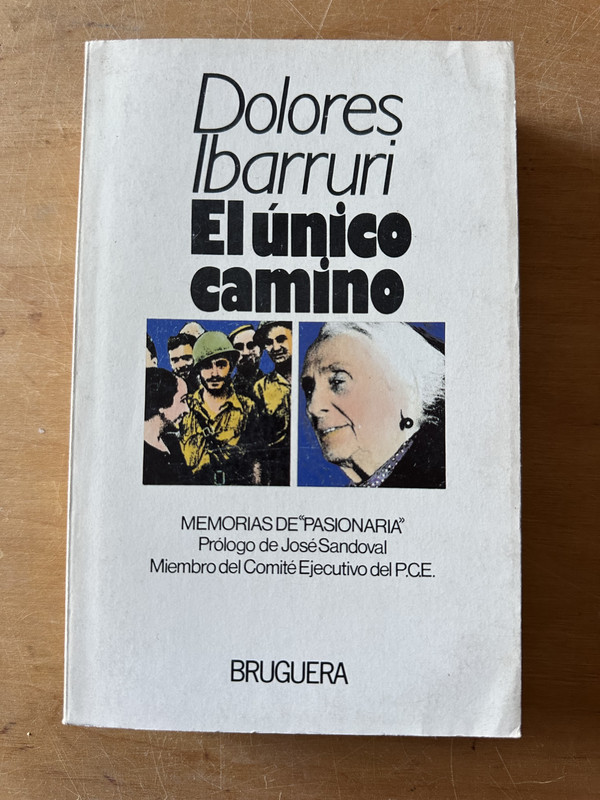 Dolores
Ibarruri
El único
camino
MEMORIAS DE "PASIONARIA"
Prólogo de José Sandoval
Miembro del Comité Ejecutivo del P.C.E.
BRUGUERA